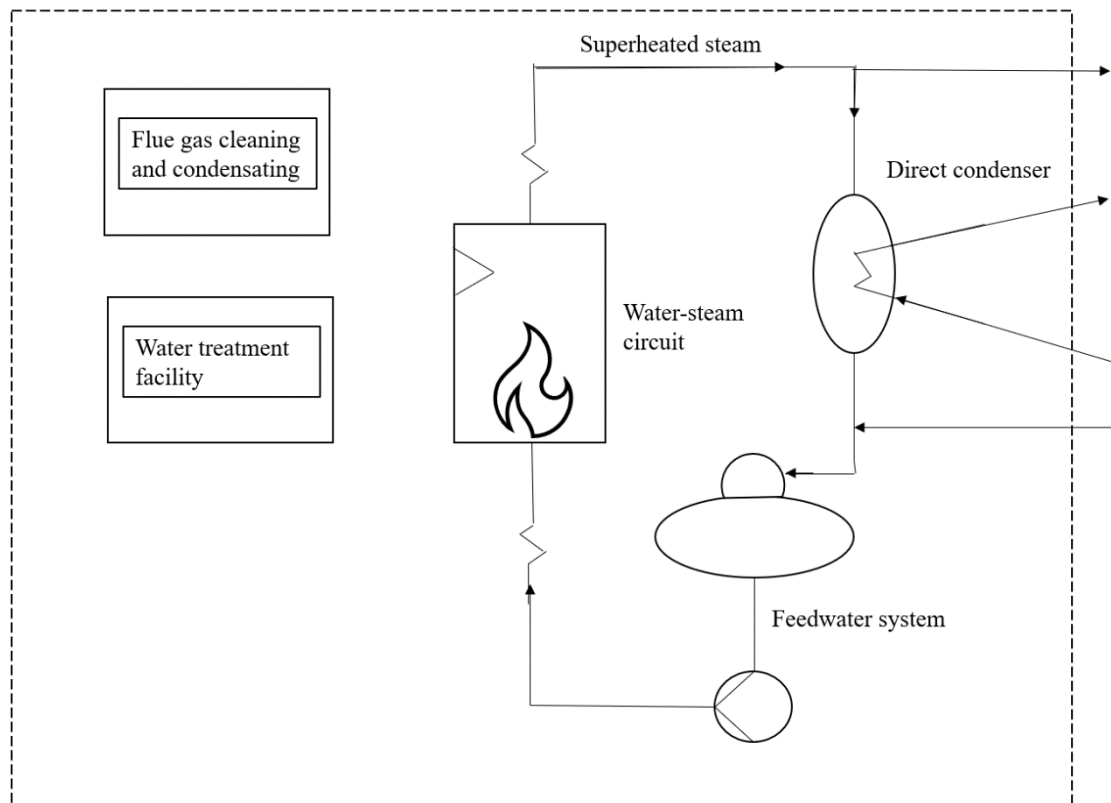 Superheated steam
Flue gas cleaning
and condensating
Direct condenser
Water-steam
circuit
Water treatment
facility
Feedwater system